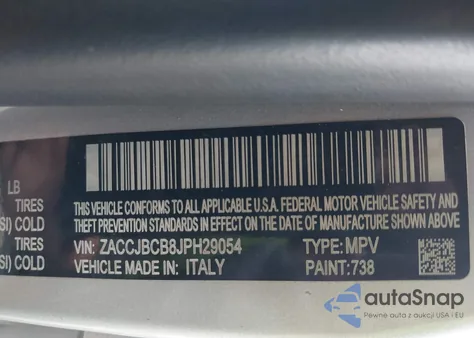 LB
TIRES
SI) COLD
TIRES
SI) COLD
THIS VEHICLE CONFORMS TO ALL APPLICABLE U.S.A. FEDERAL MOTOR VEHICLE SAFETY AND
THEFT PREVENTION STANDARDS IN EFFECT ON THE DATE OF MANUFACTURE SHOWN ABOVE.
VIN: ZACCJBCB8JPH29054 TYPE: MPV
VEHICLE MADE IN: ITALY PAINT: 738
autoSnap
Pewne auta z aukcji USA i EU